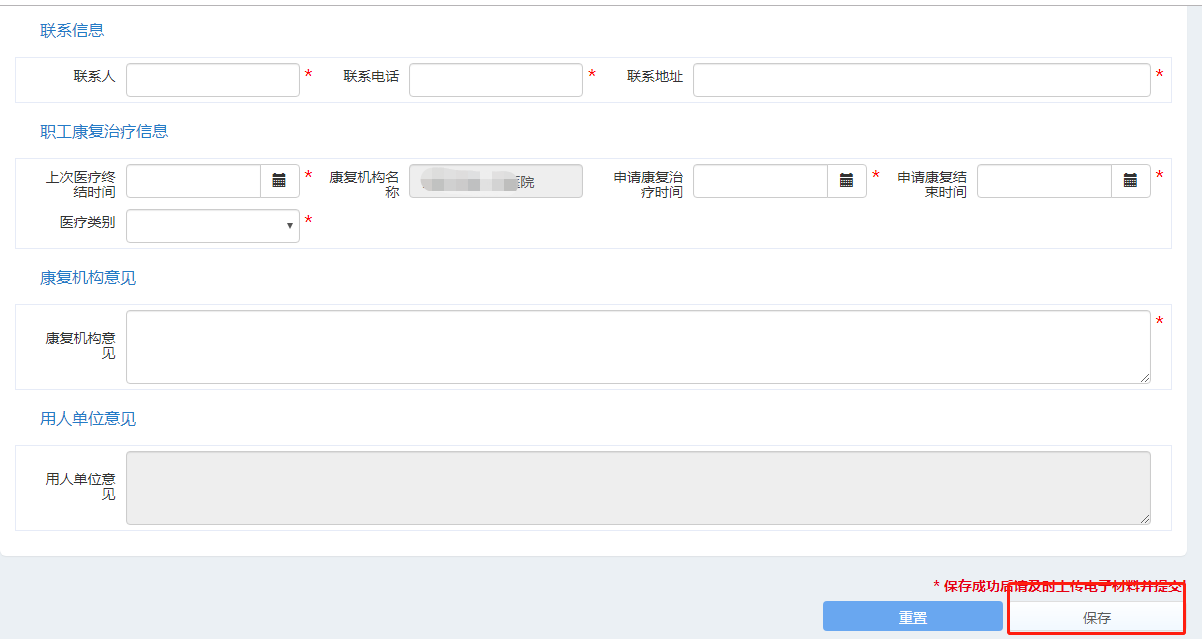 联系信息
联系人 * 联系电话 * 联系地址 *
职工康复治疗信息
上次医疗终结时间 * 康复机构名称 医院 申请康复治疗时间 * 申请康复结束时间 *
医疗类别 *
康复机构意见
康复机构意见 *
用人单位意见
用人单位意见
* 保存成功后请及时上传电子材料并提交
重置 保存